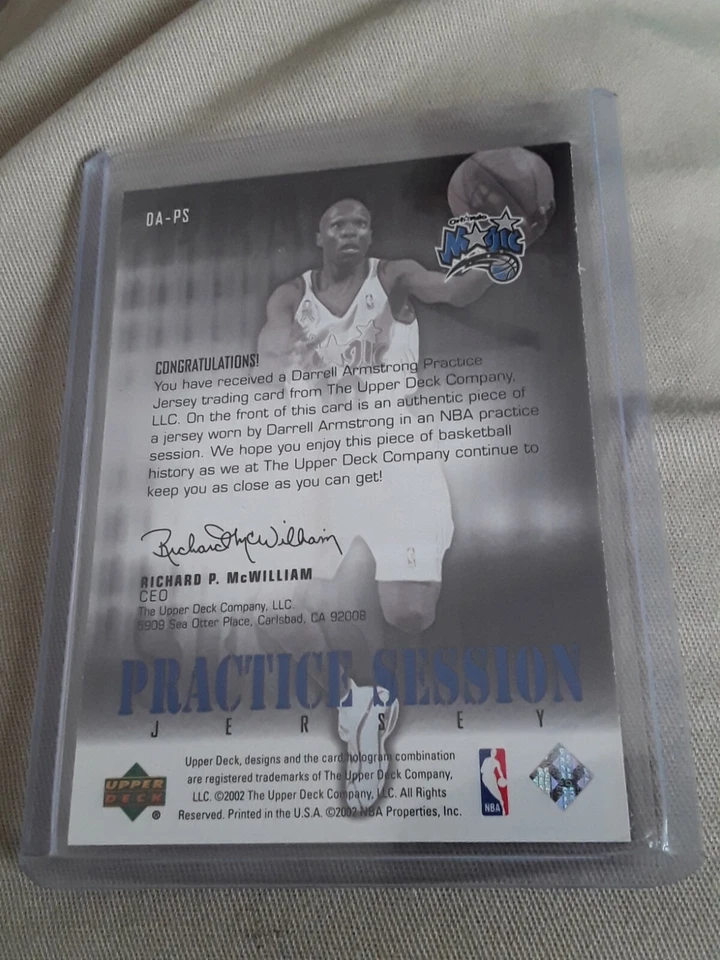 DA-PS
Orlando
Magic
CONGRATULATIONS!
You have received a Darrell Armstrong Practice
Jersey trading card from The Upper Deck Company,
LLC. On the front of this card is an authentic piece of
a jersey worn by Darrell Armstrong in an NBA practice
session. We hope you enjoy this piece of basketball
history as we at The Upper Deck Company continue to
keep you as close as you can get!
Richard P. McWilliam
RICHARD P. McWILLIAM
CEO
The Upper Deck Company, LLC
5909 Sea Otter Place, Carlsbad, CA 92008
PRACTICE SESSION
JERSEY
Upper Deck, designs and the card/hologram combination
are registered trademarks of The Upper Deck Company,
LLC. ©2002 The Upper Deck Company, LLC. All Rights
Reserved. Printed in the U.S.A. ©2002 NBA Properties, Inc.
UPPER
DECK
®
NBA